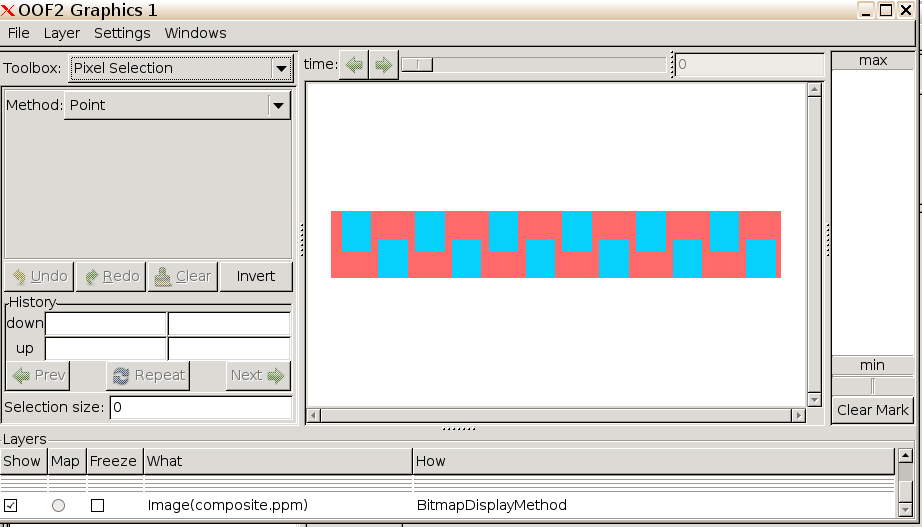 OOF2 Graphics 1
File Layer Settings Windows
Toolbox: Pixel Selection
time: 0
max
Method: Point
Undo Redo Clear Invert
History
down
up
Prev Repeat Next
Selection size: 0
min
Clear Mark
Layers
Show Map Freeze What How
Image(composite.ppm) BitmapDisplayMethod